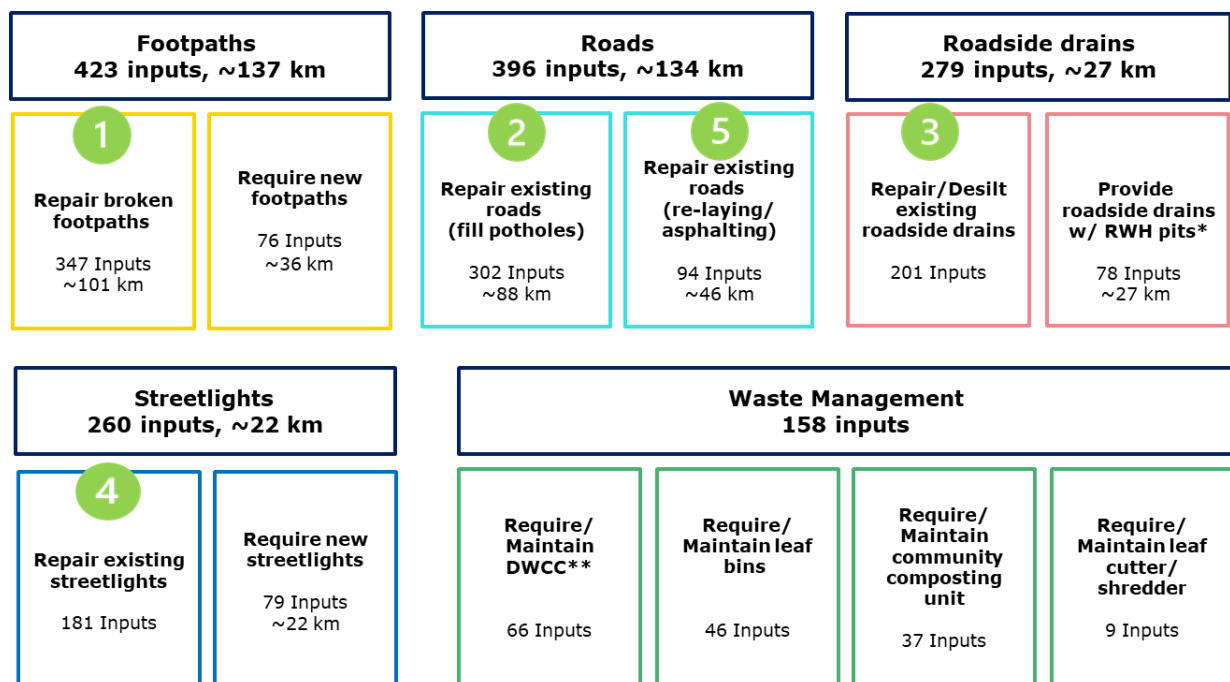 Footpaths
423 inputs, ~137 km
1
Repair broken
footpaths
347 Inputs
~101 km
Require new
footpaths
76 Inputs
~36 km
Roads
396 inputs, ~134 km
2
Repair existing
roads
(fill potholes)
302 Inputs
~88 km
5
Repair existing
roads
(re-laying/
asphalting)
94 Inputs
~46 km
Roadside drains
279 inputs, ~27 km
3
Repair/Desilt
existing
roadside drains
201 Inputs
Provide
roadside drains
w/ RWH pits*
78 Inputs
~27 km
Streetlights
260 inputs, ~22 km
4
Repair existing
streetlights
181 Inputs
Require new
streetlights
79 Inputs
~22 km
Waste Management
158 inputs
Require/
Maintain
DWCC**
66 Inputs
Require/
Maintain leaf
bins
46 Inputs
Require/
Maintain
community
composting
unit
37 Inputs
Require/
Maintain leaf
cutter/
shredder
9 Inputs